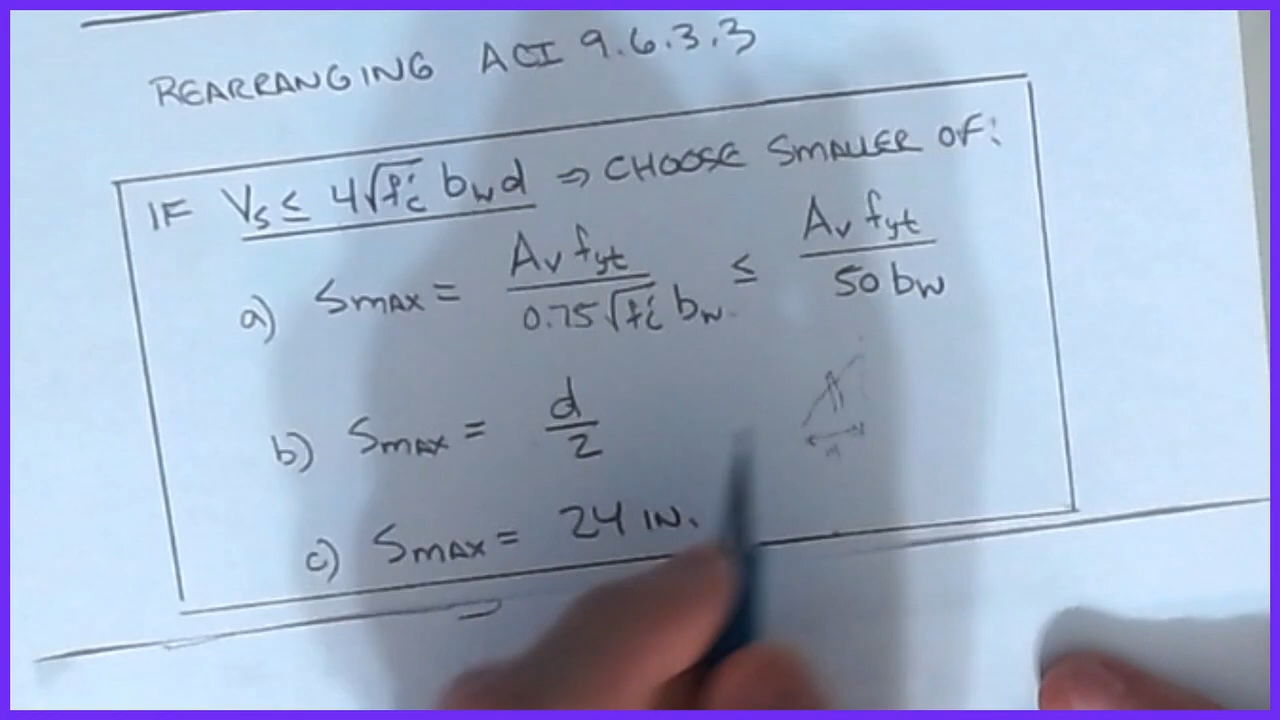 REARRANGING ACI 9.6.3.3
IF Vs ≤ 4√f'c bw d ⇒ CHOOSE SMALLER OF:
a) SMAX = Av fyt / 0.75√f'c bw ≤ Av fyt / 50 bw
b) SMAX = d / 2
c) SMAX = 24 IN.